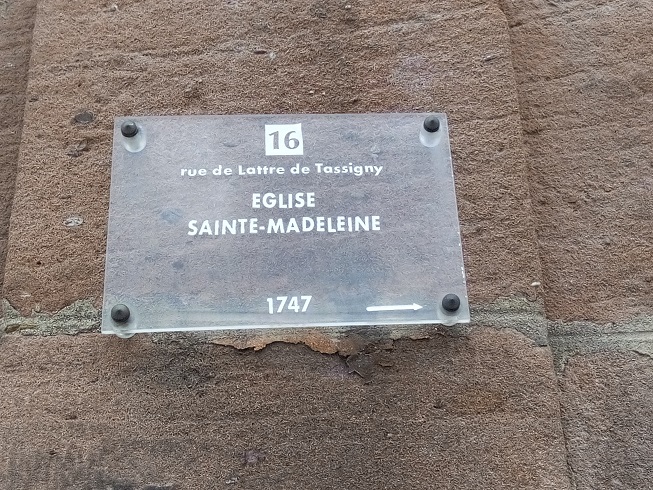 16
rue de Lattre de Tassigny
EGLISE
SAINTE-MADELEINE
1747